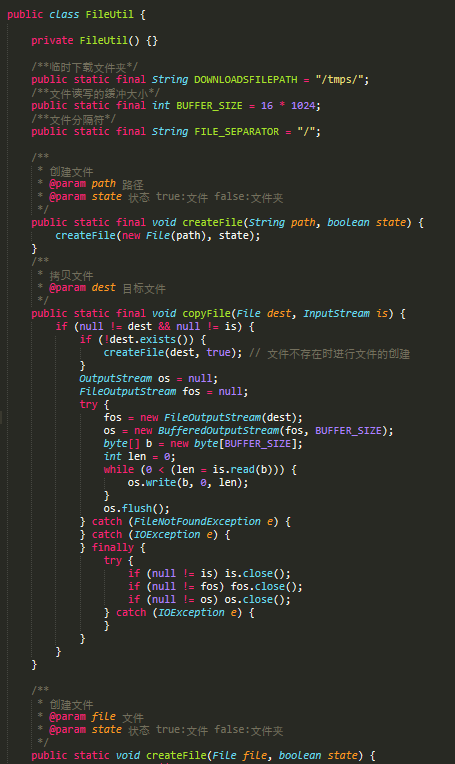 public class FileUtil {
private FileUtil() {}
/**临时下载文件夹*/
public static final String DOWNLOADSFILEPATH = "/tmps/";
/**文件读写的缓冲大小*/
public static final int BUFFER_SIZE = 16 * 1024;
/**文件分隔符*/
public static final String FILE_SEPARATOR = "/";
/**
* 创建文件
* @param path 路径
* @param state 状态 true:文件 false:文件夹
*/
public static final void createFile(String path, boolean state) {
createFile(new File(path), state);
}
/**
* 拷贝文件
* @param dest 目标文件
*/
public static final void copyFile(File dest, InputStream is) {
if (null != dest && null != is) {
if (!dest.exists()) {
createFile(dest, true); // 文件不存在时进行文件的创建
}
OutputStream os = null;
FileOutputStream fos = null;
try {
fos = new FileOutputStream(dest);
os = new BufferedOutputStream(fos, BUFFER_SIZE);
byte[] b = new byte[BUFFER_SIZE];
int len = 0;
while (0 < (len = is.read(b))) {
os.write(b, 0, len);
}
os.flush();
} catch (FileNotFoundException e) {
} catch (IOException e) {
} finally {
try {
if (null != is) is.close();
if (null != fos) fos.close();
if (null != os) os.close();
} catch (IOException e) {
}
}
}
}
/**
* 创建文件
* @param file 文件
* @param state 状态 true:文件 false:文件夹
*/
public static void createFile(File file, boolean state) {